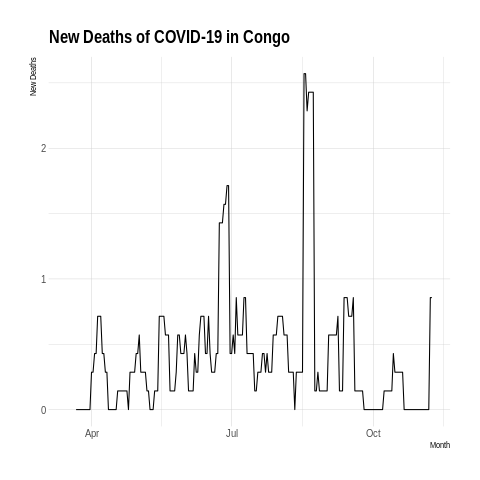 New Deaths of COVID-19 in Congo
New Deaths
2
1
0
Apr Jul Oct
Month